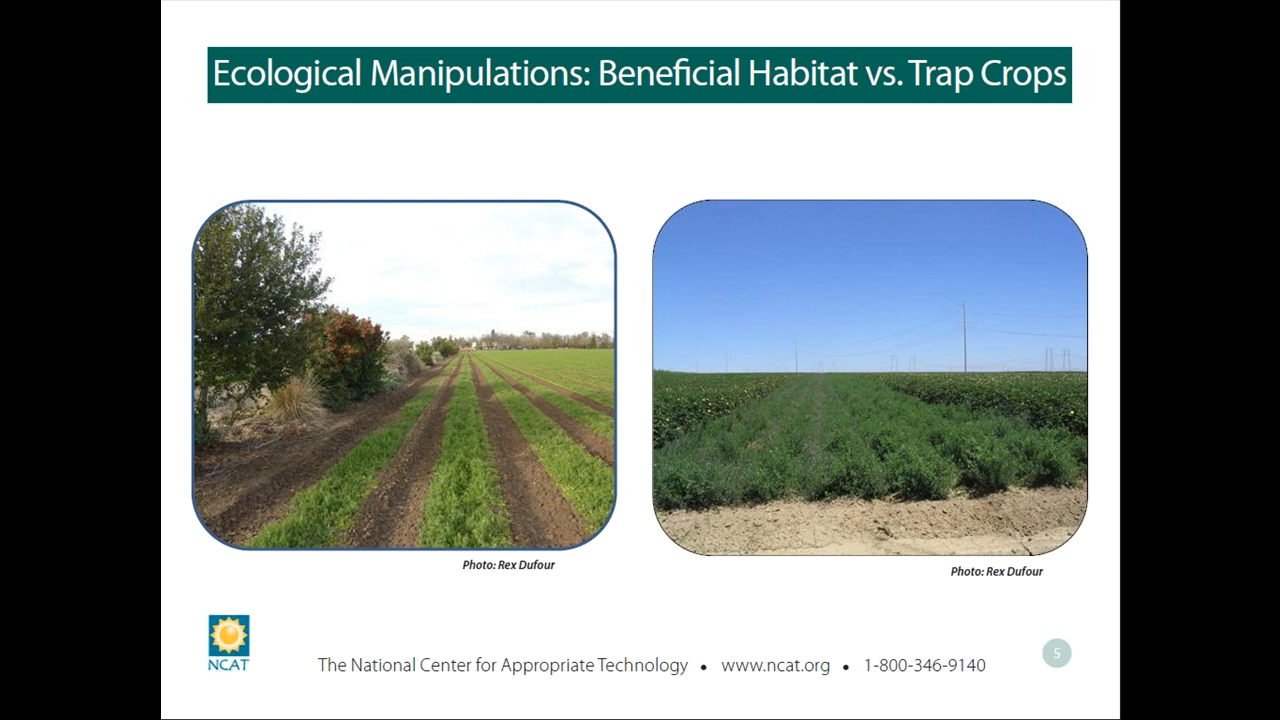 Ecological Manipulations: Beneficial Habitat vs. Trap Crops
Photo: Rex Dufour
Photo: Rex Dufour
NCAT
The National Center for Appropriate Technology • www.ncat.org • 1-800-346-9140
5